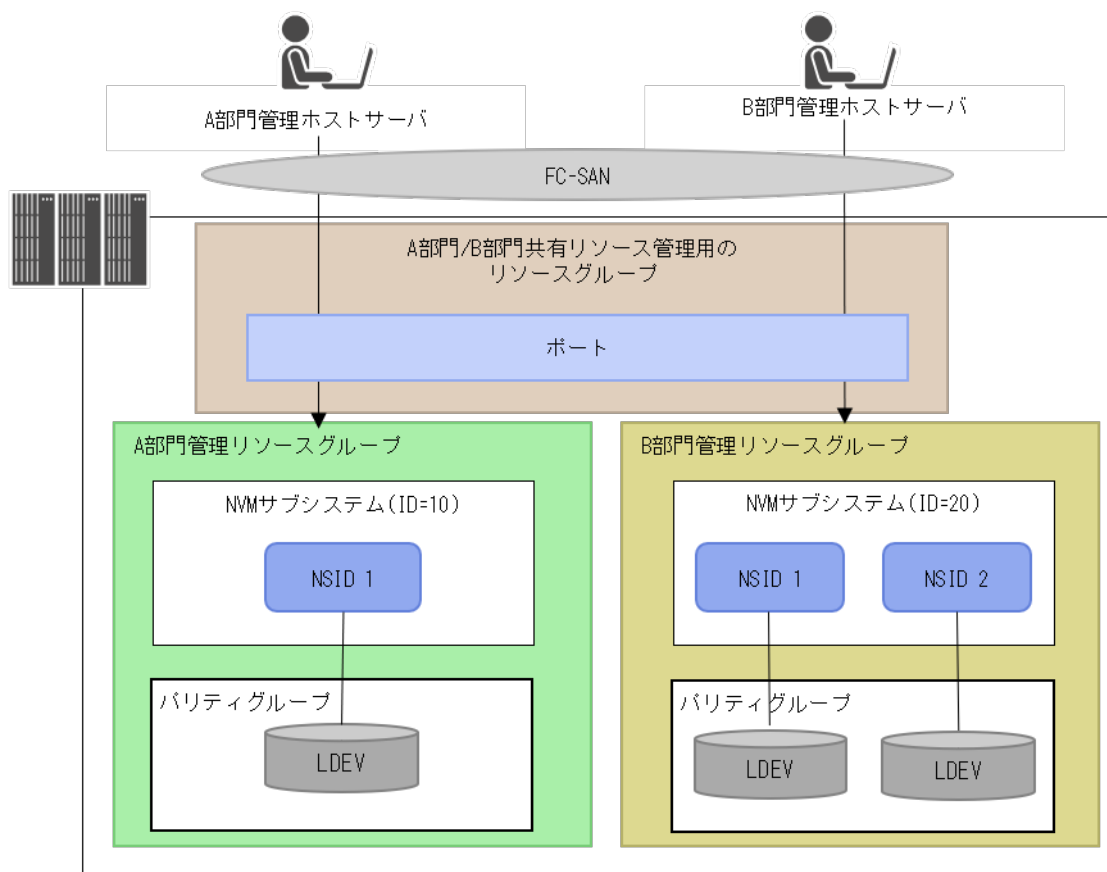 A部門管理ホストサーバ
B部門管理ホストサーバ
FC-SAN
A部門/B部門共有リソース管理用の
リソースグループ
ポート
A部門管理リソースグループ
NVMサブシステム(ID=10)
NSID 1
パリティグループ
LDEV
B部門管理リソースグループ
NVMサブシステム(ID=20)
NSID 1
NSID 2
パリティグループ
LDEV
LDEV